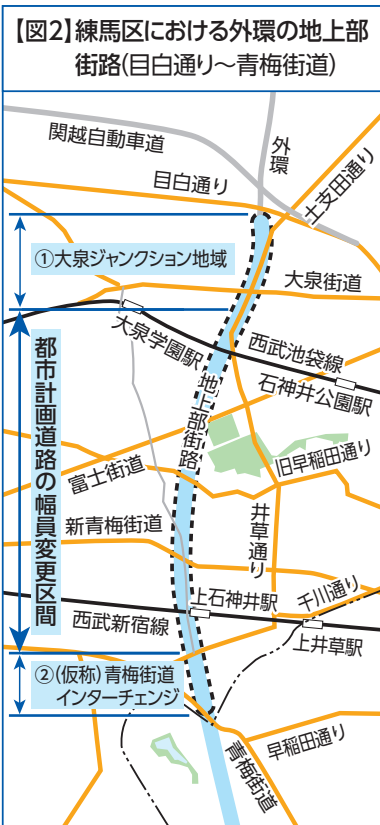 【図2】練馬区における外環の地上部
街路(目白通り～青梅街道)
関越自動車道
外環
目白通り
土支田通り
①大泉ジャンクション地域
大泉街道
大泉学園駅
西武池袋線
石神井公園駅
都市計画道路の幅員変更区間
地上部街路
富士街道
旧早稲田通り
新青梅街道
井草通り
上石神井駅
千川通り
西武新宿線
上井草駅
②(仮称)青梅街道
インターチェンジ
早稲田通り
青梅街道